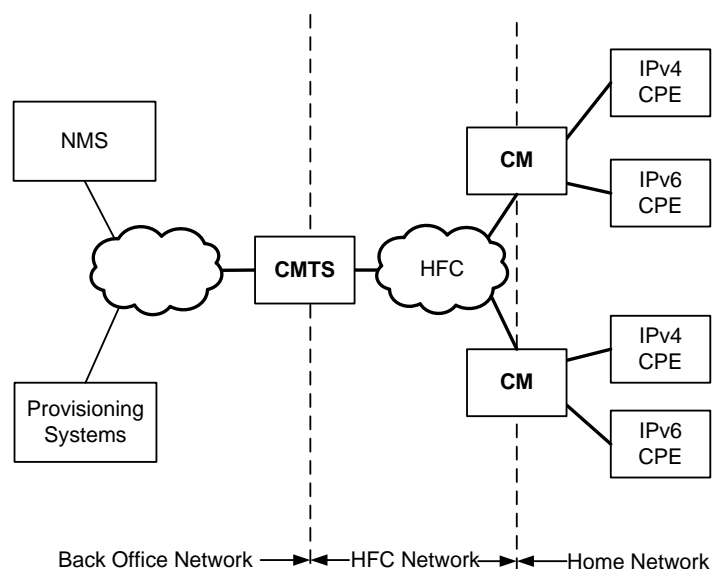 IPv4
CPE
NMS
CM
IPv6
CPE
CMTS
HFC
IPv4
CPE
CM
Provisioning
Systems
IPv6
CPE
Back Office Network
HFC Network
Home Network